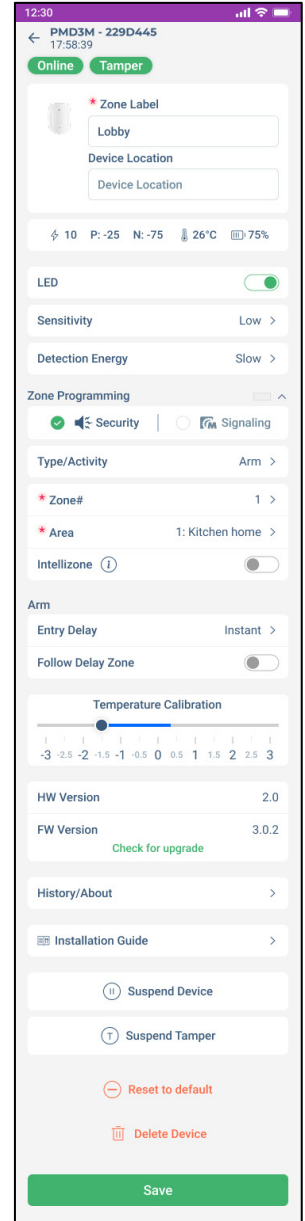 12:30
PMD3M - 229D445
17:58:39
Online Tamper
* Zone Label
Lobby
Device Location
Device Location
10 P: -25 N: -75 26°C 75%
LED
Sensitivity Low >
Detection Energy Slow >
Zone Programming
Security Signaling
Type/Activity Arm >
* Zone# 1 >
* Area 1: Kitchen home >
Intellizone i
Arm
Entry Delay Instant >
Follow Delay Zone
Temperature Calibration
-3 -2.5 -2 -1.5 -1 -0.5 0 0.5 1 1.5 2 2.5 3
HW Version 2.0
FW Version 3.0.2
Check for upgrade
History/About >
Installation Guide >
Suspend Device
T Suspend Tamper
Reset to default
Delete Device
Save